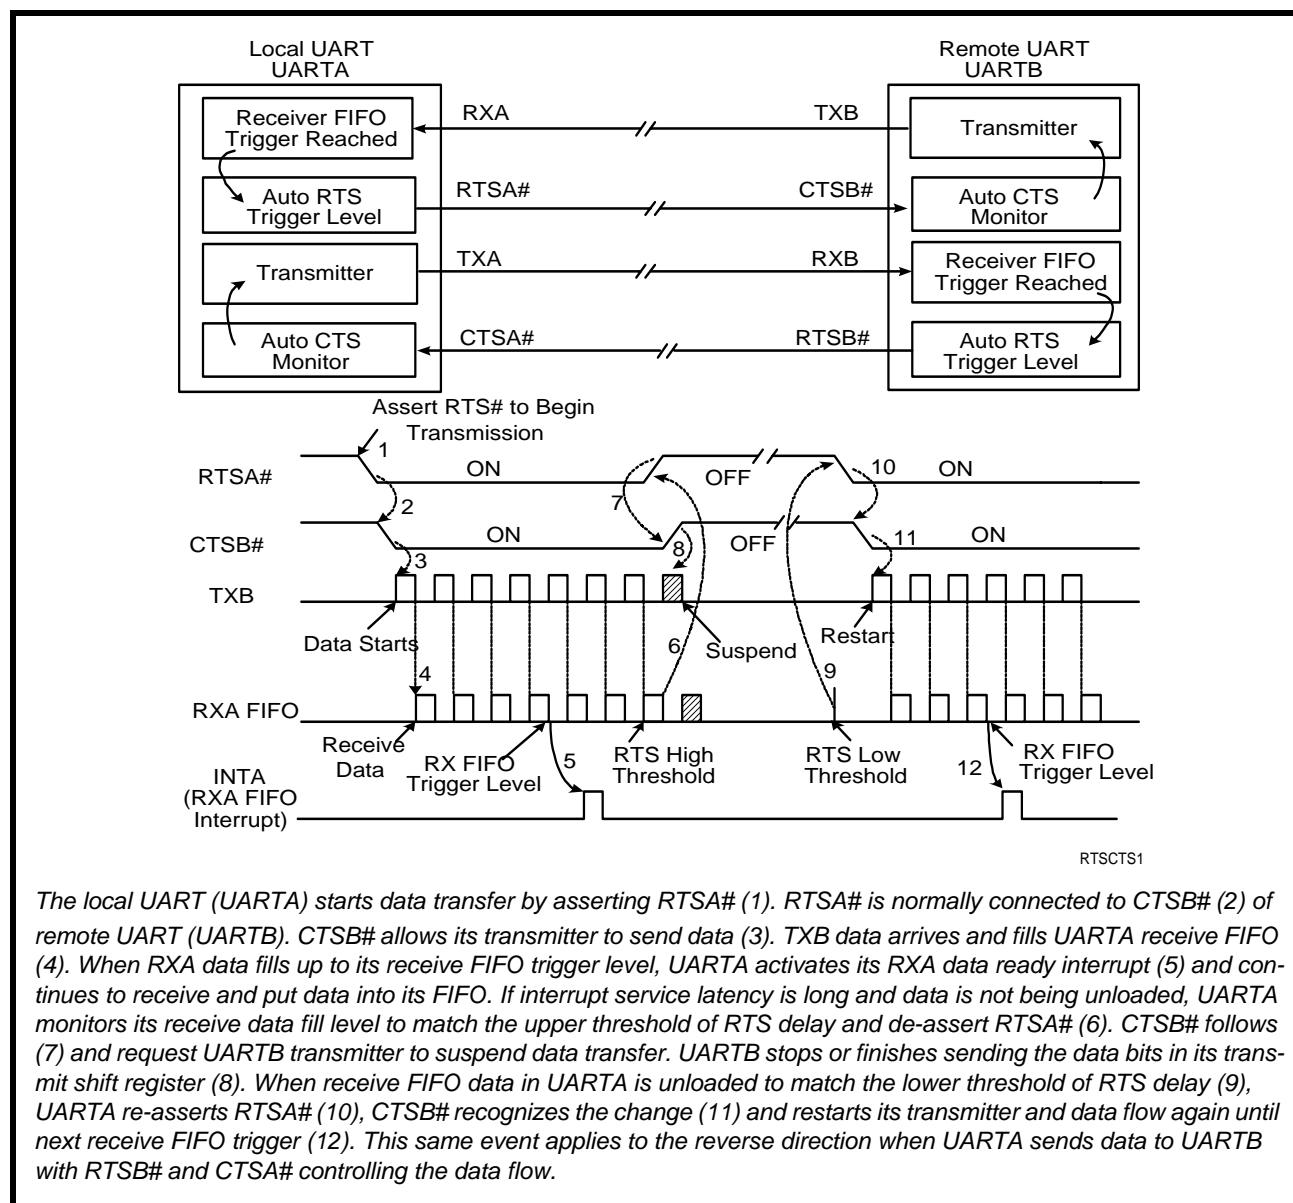 Local UART
UARTA
Remote UART
UARTB
Receiver FIFO
Trigger Reached
RXA
TXB
Transmitter
Auto RTS
Trigger Level
RTSA#
CTSB#
Auto CTS
Monitor
Transmitter
TXA
RXB
Receiver FIFO
Trigger Reached
Auto CTS
Monitor
CTSA#
RTSB#
Auto RTS
Trigger Level
Assert RTS# to Begin
Transmission
RTSA#
1
ON
OFF
10
ON
2
7
CTSB#
ON
8
OFF
11
ON
3
TXB
Data Starts
6
Suspend
Restart
4
9
RXA FIFO
Receive
Data
RX FIFO
Trigger Level
5
RTS High
Threshold
RTS Low
Threshold
12
RX FIFO
Trigger Level
INTA
(RXA FIFO
Interrupt)
RTSCTS1
The local UART (UARTA) starts data transfer by asserting RTSA# (1). RTSA# is normally connected to CTSB# (2) of
remote UART (UARTB). CTSB# allows its transmitter to send data (3). TXB data arrives and fills UARTA receive FIFO
(4). When RXA data fills up to its receive FIFO trigger level, UARTA activates its RXA data ready interrupt (5) and con-
tinues to receive and put data into its FIFO. If interrupt service latency is long and data is not being unloaded, UARTA
monitors its receive data fill level to match the upper threshold of RTS delay and de-assert RTSA# (6). CTSB# follows
(7) and request UARTB transmitter to suspend data transfer. UARTB stops or finishes sending the data bits in its trans-
mit shift register (8). When receive FIFO data in UARTA is unloaded to match the lower threshold of RTS delay (9),
UARTA re-asserts RTSA# (10), CTSB# recognizes the change (11) and restarts its transmitter and data flow again until
next receive FIFO trigger (12). This same event applies to the reverse direction when UARTA sends data to UARTB
with RTSB# and CTSA# controlling the data flow.